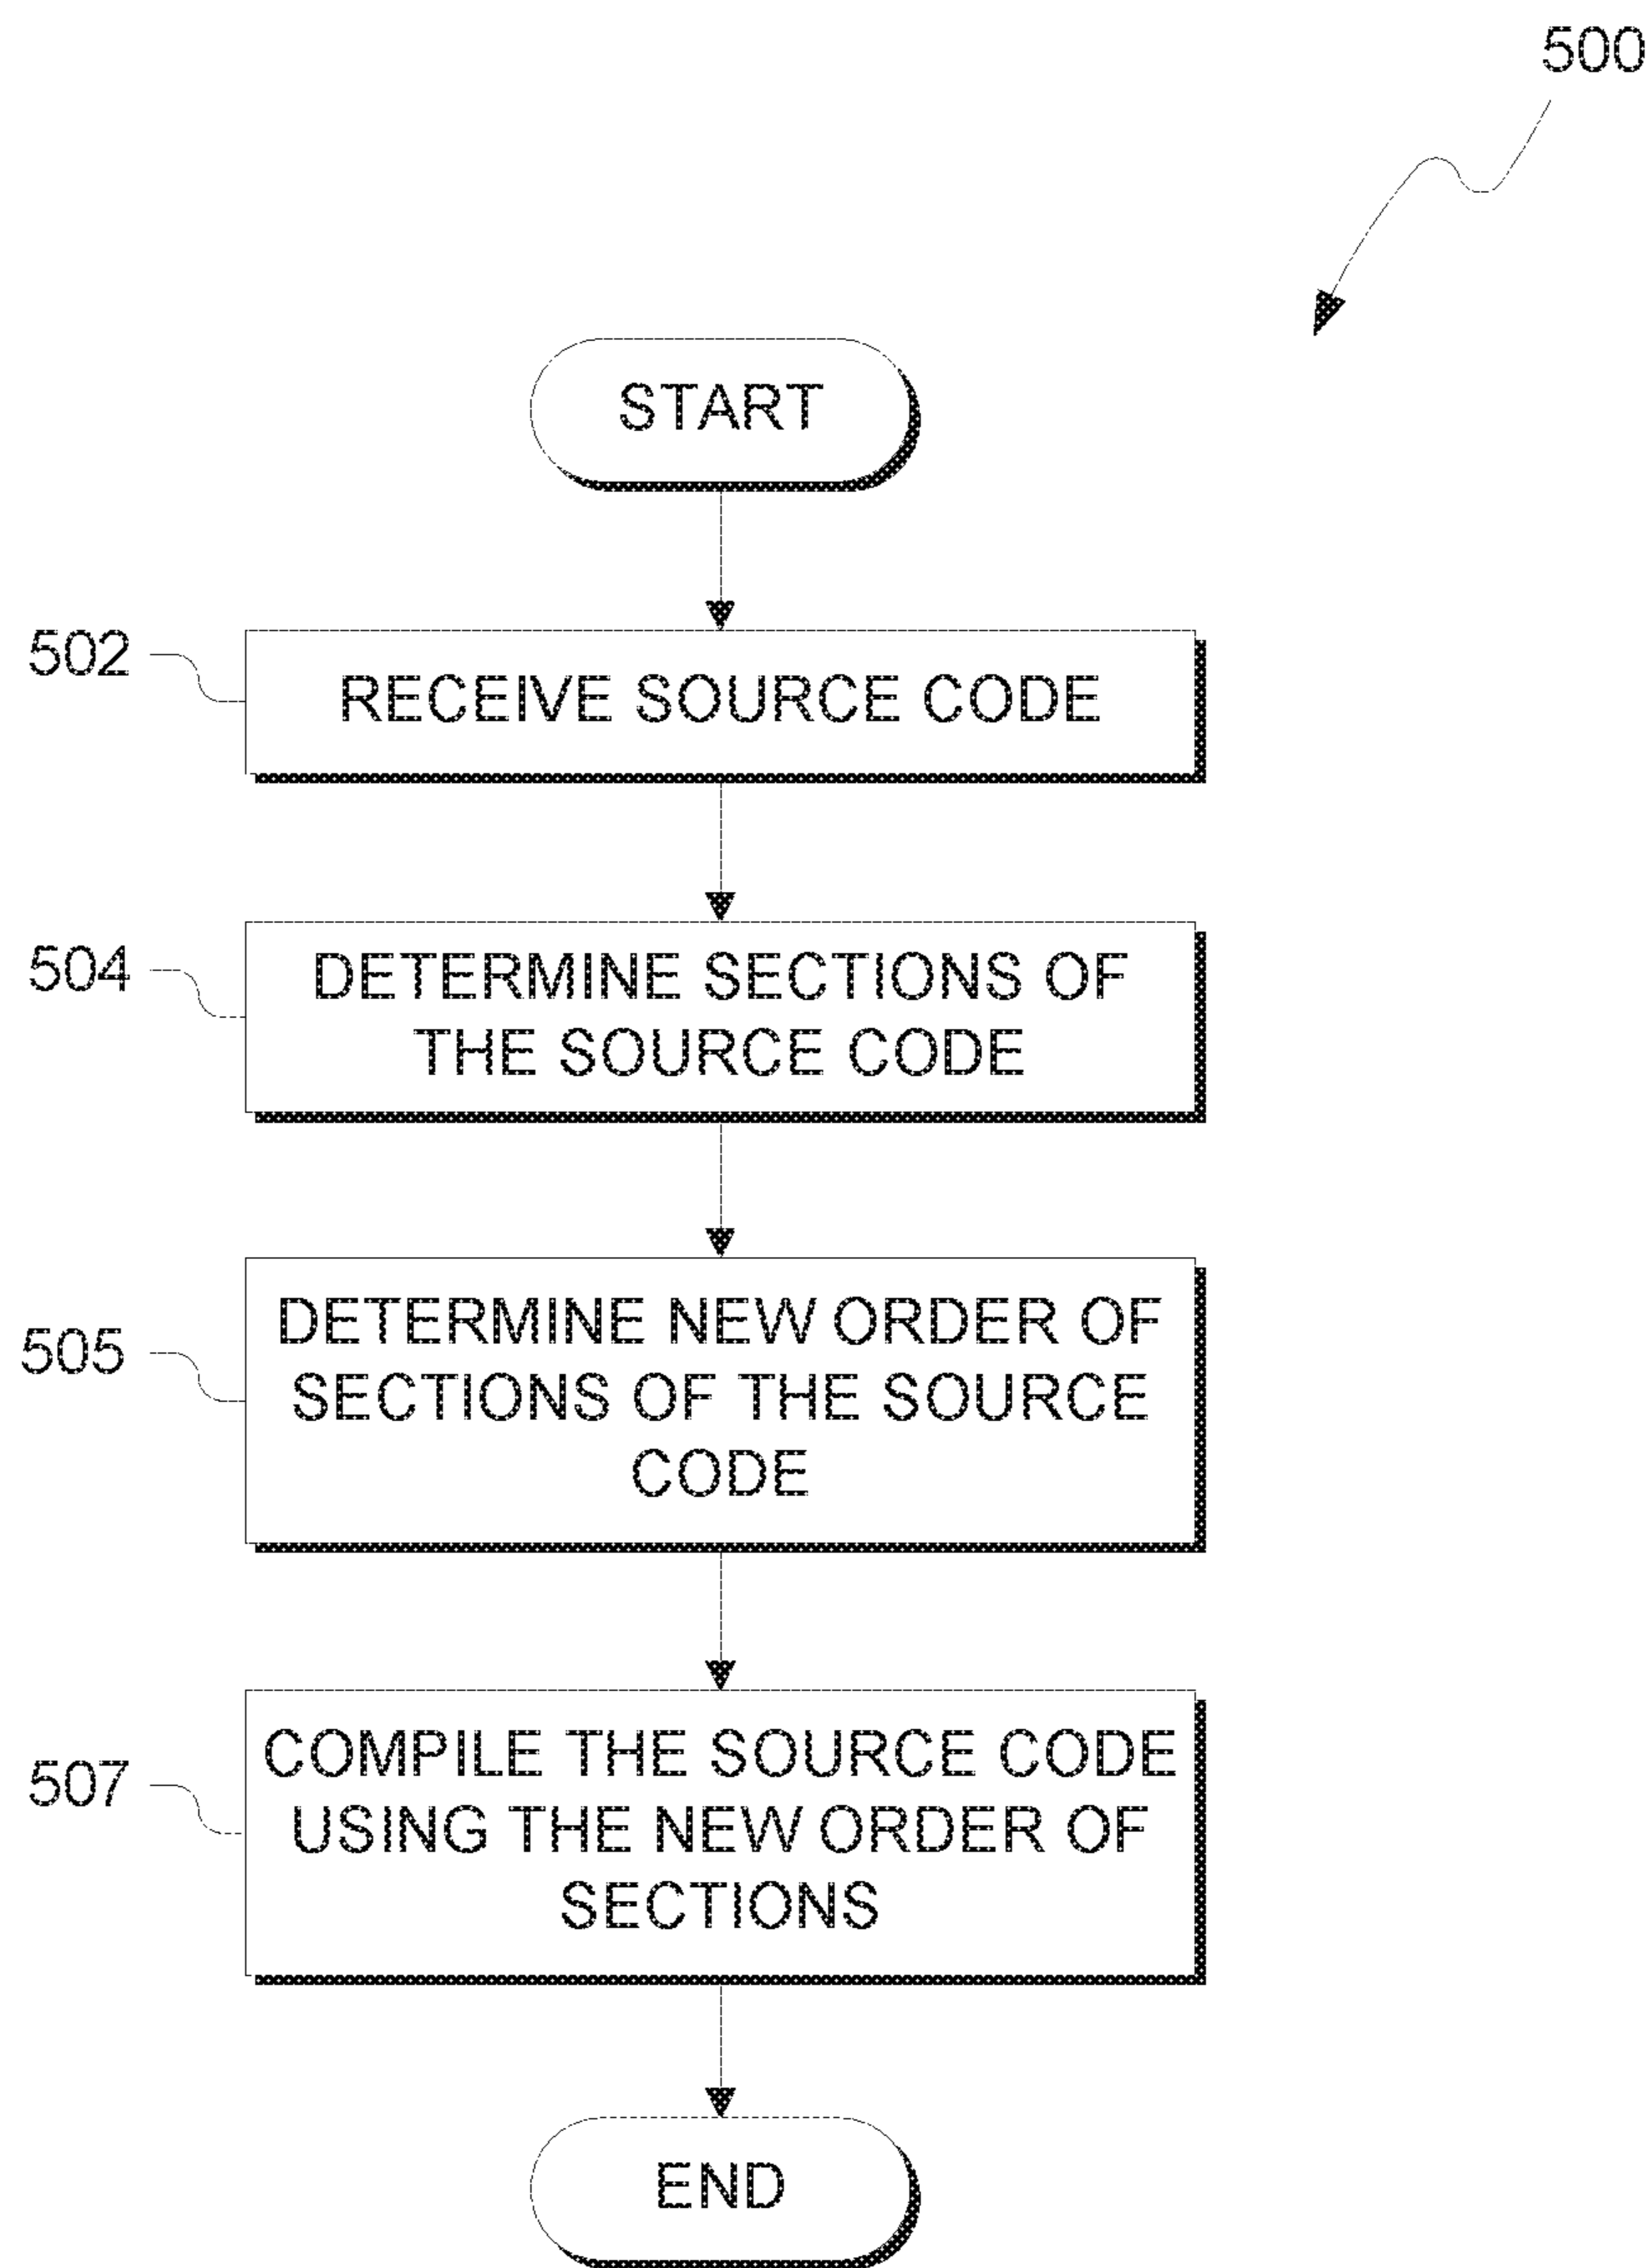 500
START
502
RECEIVE SOURCE CODE
504
DETERMINE SECTIONS OF
THE SOURCE CODE
505
DETERMINE NEW ORDER OF
SECTIONS OF THE SOURCE
CODE
507
COMPILE THE SOURCE CODE
USING THE NEW ORDER OF
SECTIONS
END